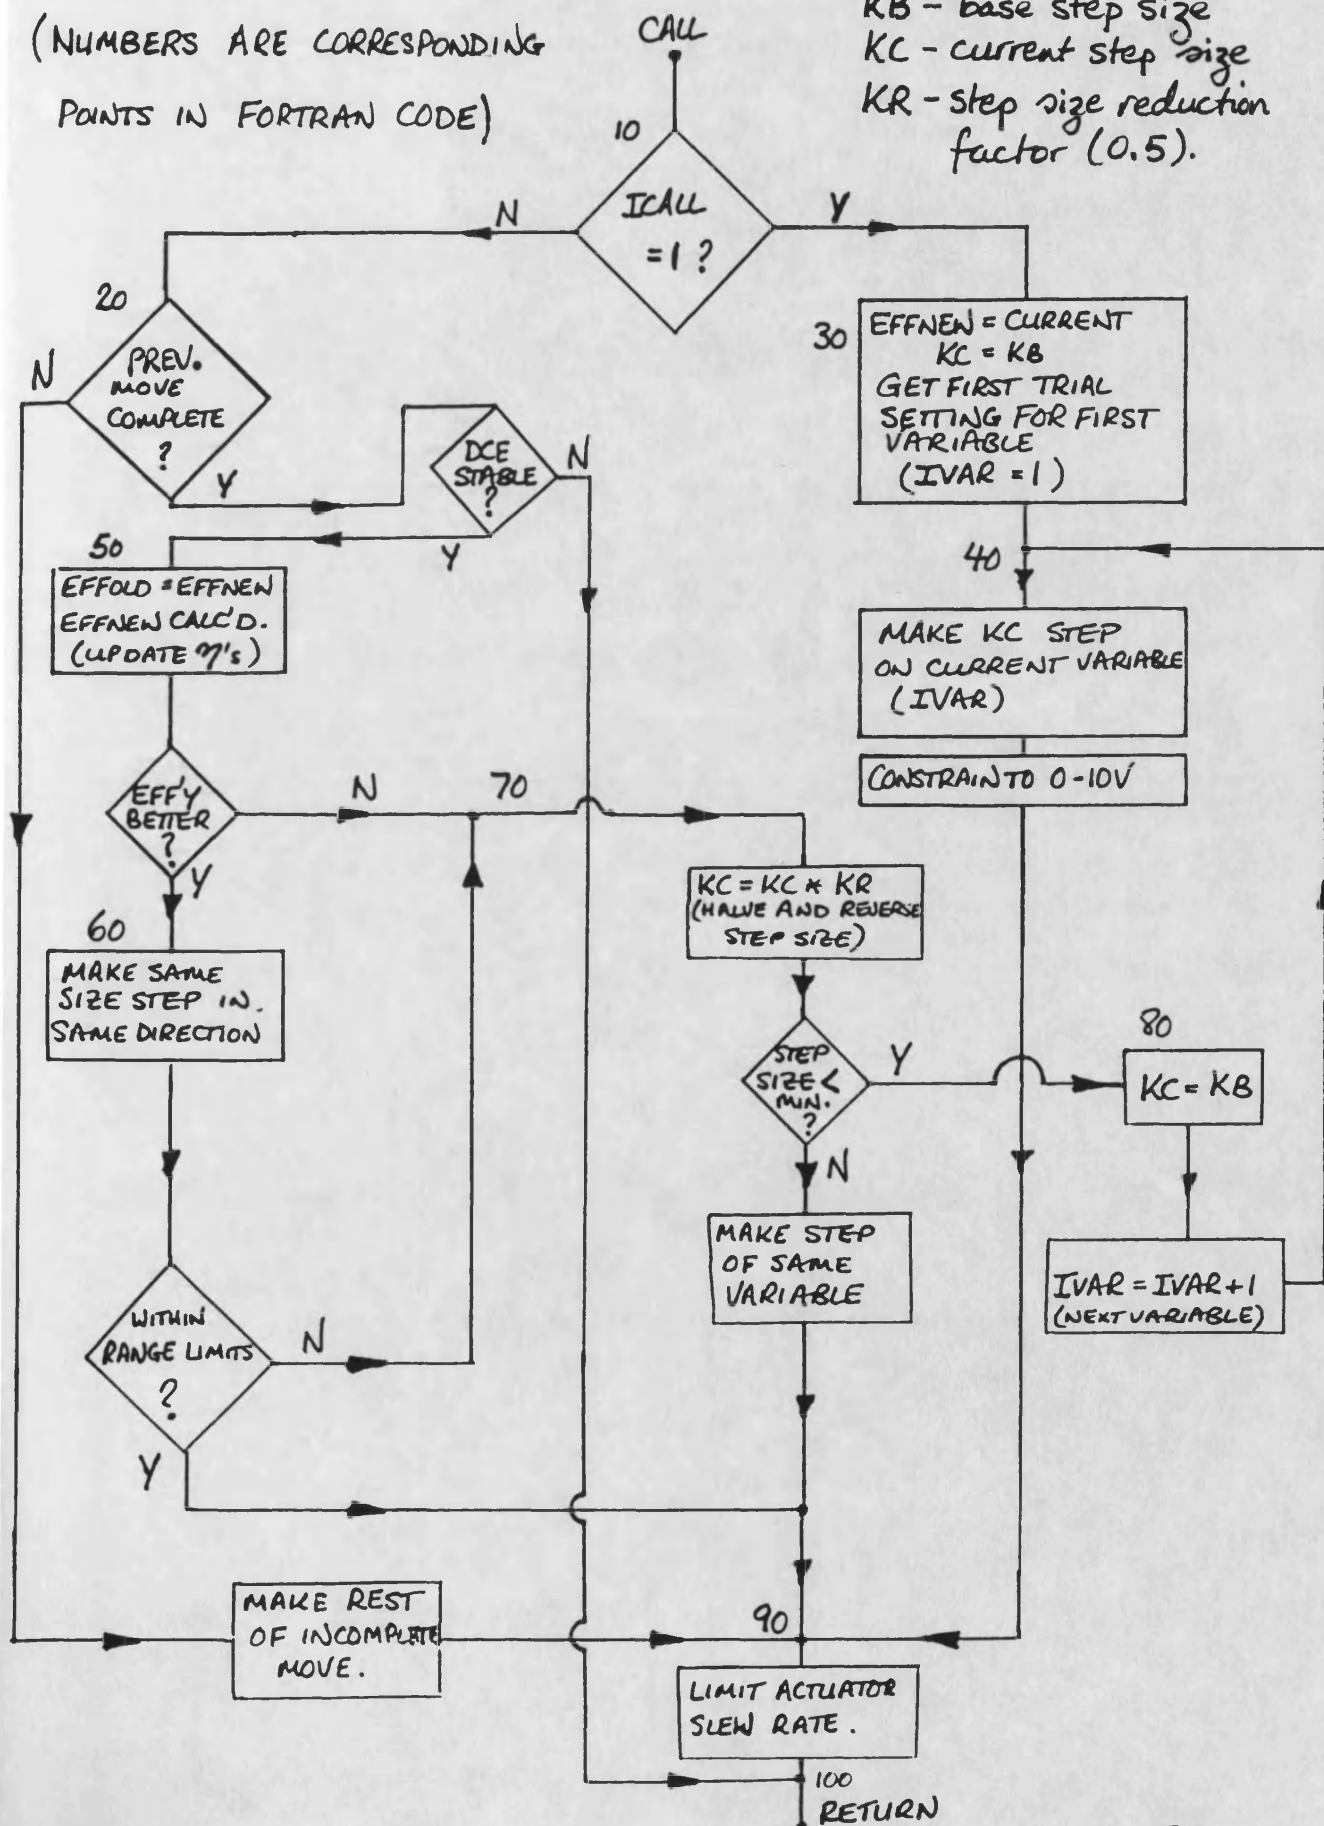 (NUMBERS ARE CORRESPONDING
POINTS IN FORTRAN CODE)
CALL
KB - base step size
KC - current step size
KR - step size reduction
factor (0.5).
10
ICALL
=1 ?
N
Y
20
PREV.
MOVE
COMPLETE
?
N
Y
DCE
STABLE
?
N
Y
30
EFFNEW = CURRENT
KC = KB
GET FIRST TRIAL
SETTING FOR FIRST
VARIABLE
(IVAR = 1)
40
MAKE KC STEP
ON CURRENT VARIABLE
(IVAR)
CONSTRAIN TO 0-10V
50
EFFOLD = EFFNEW
EFFNEW CALC'D.
(UPDATE η's)
EFF'Y
BETTER
?
N
Y
70
KC = KC * KR
(HALVE AND REVERSE
STEP SIZE)
60
MAKE SAME
SIZE STEP IN.
SAME DIRECTION
STEP
SIZE <
MIN.
?
Y
N
80
KC = KB
IVAR = IVAR+1
(NEXT VARIABLE)
MAKE STEP
OF SAME
VARIABLE
WITHIN
RANGE LIMITS
?
N
Y
MAKE REST
OF INCOMPLETE
MOVE.
90
LIMIT ACTUATOR
SLEW RATE.
100
RETURN